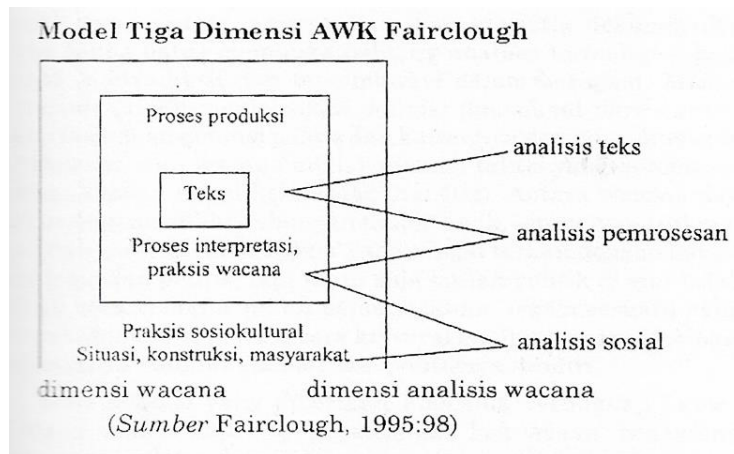 Model Tiga Dimensi AWK Fairclough
Proses produksi
analisis teks
Teks
Proses interpretasi,
praksis wacana
analisis pemrosesan
Praksis sosiokultural
Situasi, konstruksi, masyarakat
analisis sosial
dimensi wacana
dimensi analisis wacana
(Sumber Fairclough, 1995:98)